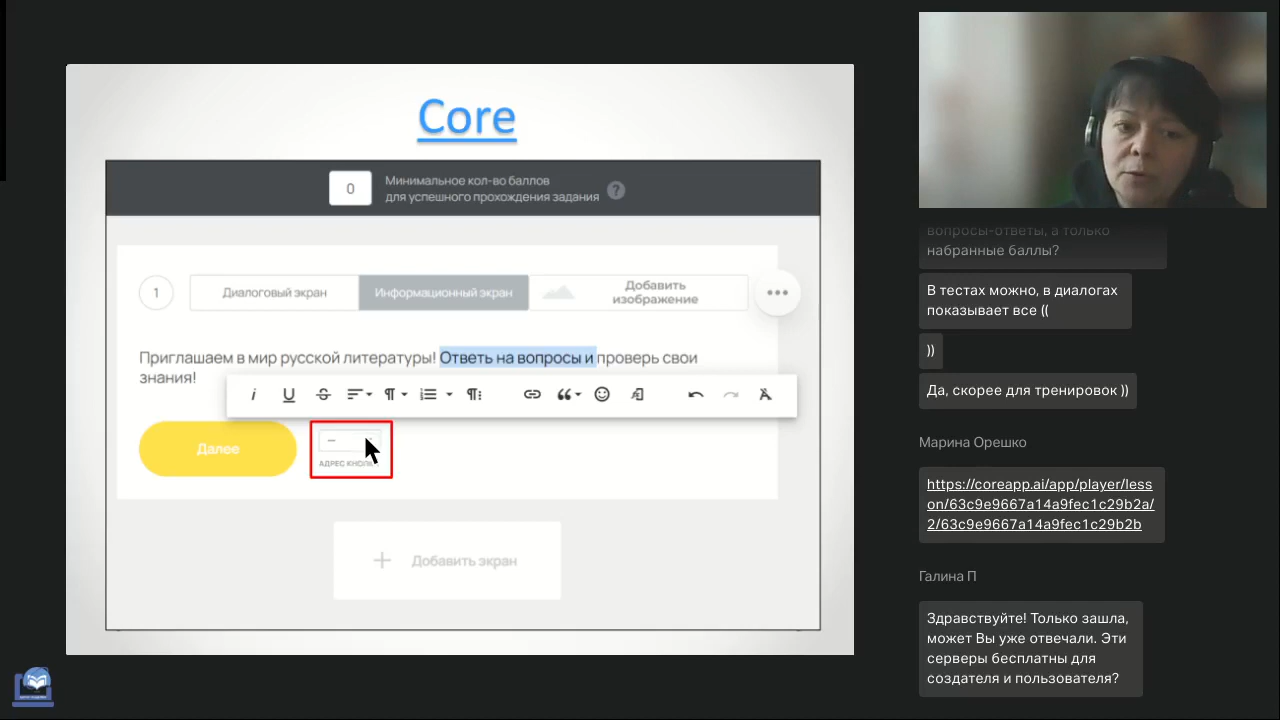 Core
0
Минимальное кол-во баллов
для успешного прохождения задания
?
1
Диалоговый экран
Информационный экран
Добавить
изображение
Приглашаем в мир русской литературы! Ответь на вопросы и проверь свои
знания!
Далее
АДРЕС
Добавить экран
вопросы-ответы, а только
набранные баллы?
В тестах можно, в диалогах
показывает все ((
))
Да, скорее для тренировок ))
Марина Орешко
https://coreapp.ai/app/player/less
on/63c9e9667a14a9fec1c29b2a/
2/63c9e9667a14a9fec1c29b2b
Галина П
Здравствуйте! Только зашла,
может Вы уже отвечали. Эти
серверы бесплатны для
создателя и пользователя?